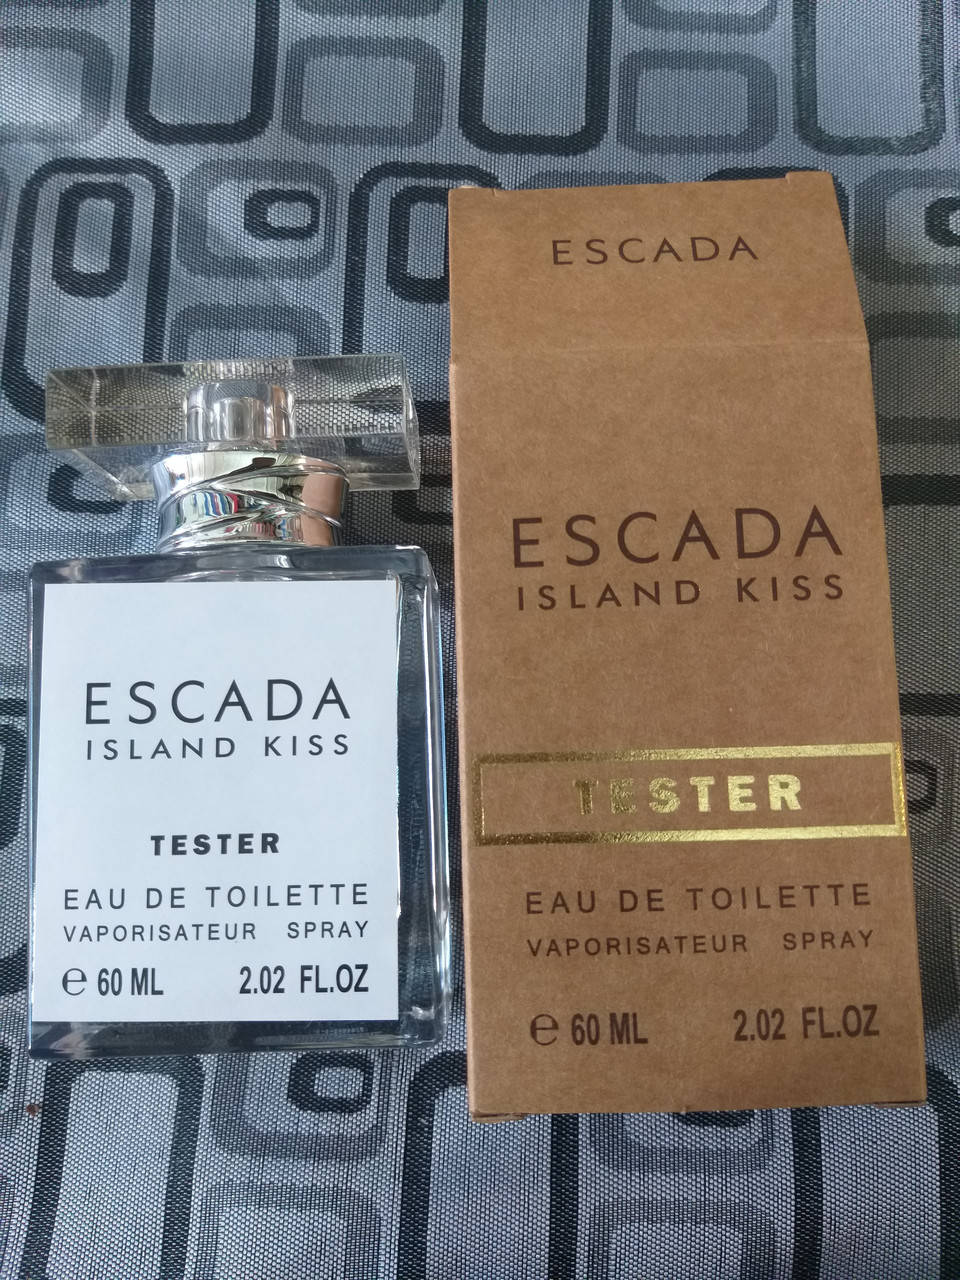 ESCADA
ISLAND KISS
TESTER
EAU DE TOILETTE
VAPORISATEUR SPRAY
℮ 60 ML 2.02 FL.OZ
ESCADA
ESCADA
ISLAND KISS
TESTER
EAU DE TOILETTE
VAPORISATEUR SPRAY
℮ 60 ML 2.02 FL.OZ